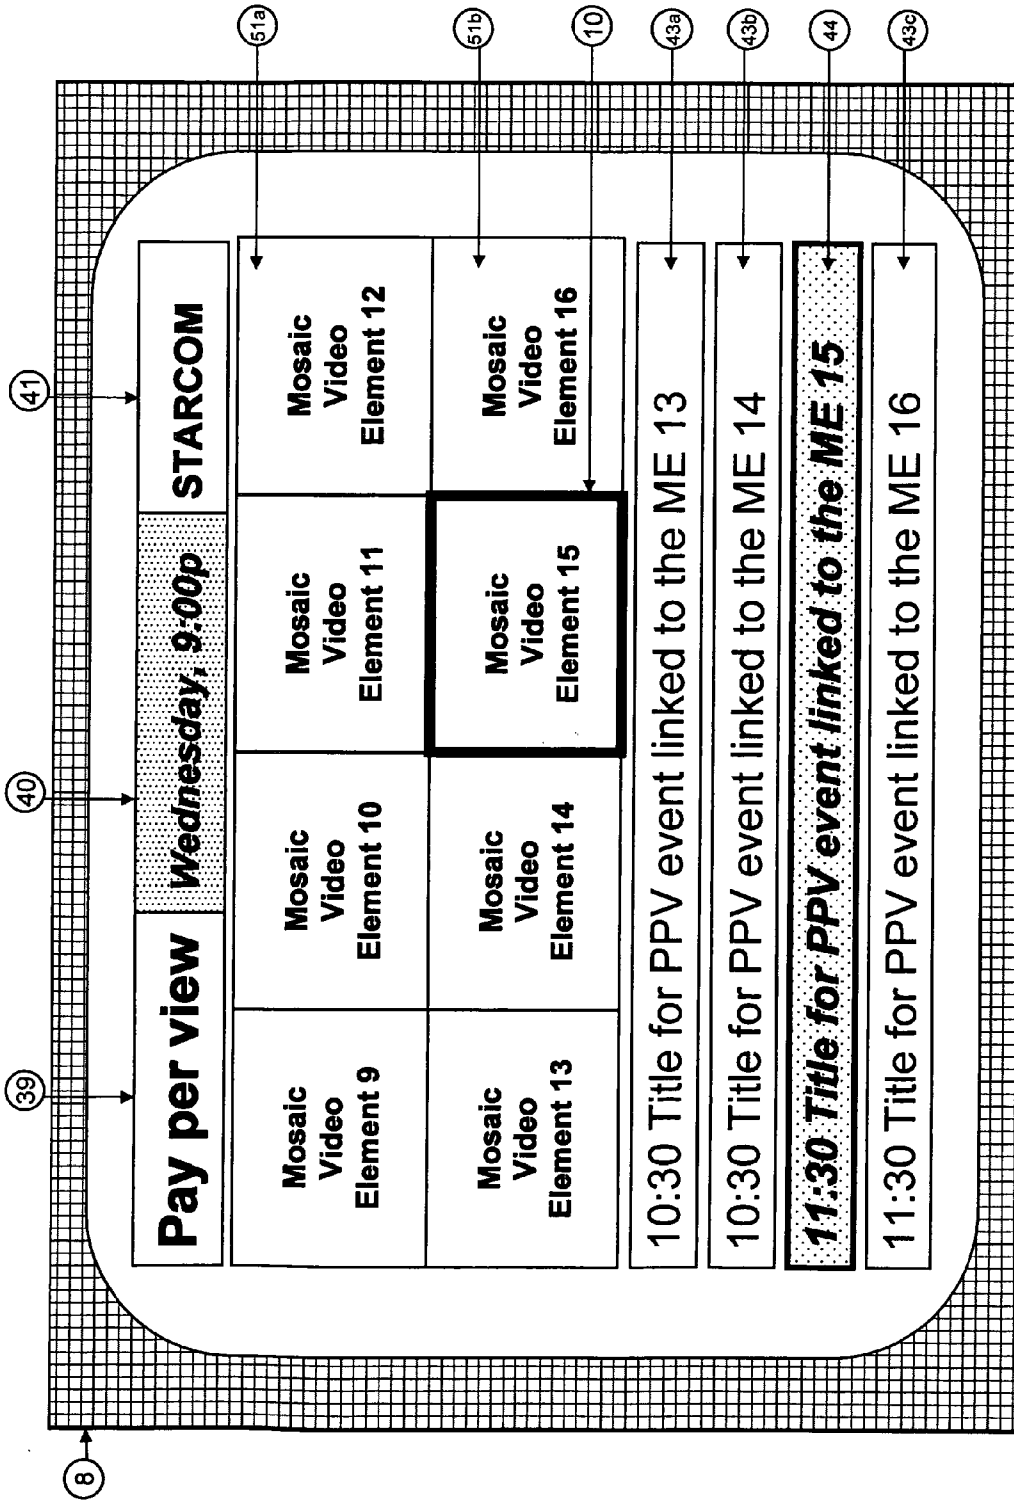 39
40
41
8
Pay per view
Wednesday, 9:00p
STARCOM
Mosaic
Video
Element 9
Mosaic
Video
Element 10
Mosaic
Video
Element 11
Mosaic
Video
Element 12
51a
Mosaic
Video
Element 13
Mosaic
Video
Element 14
Mosaic
Video
Element 15
Mosaic
Video
Element 16
51b
10
10:30 Title for PPV event linked to the ME 13
43a
10:30 Title for PPV event linked to the ME 14
43b
11:30 Title for PPV event linked to the ME 15
44
11:30 Title for PPV event linked to the ME 16
43c